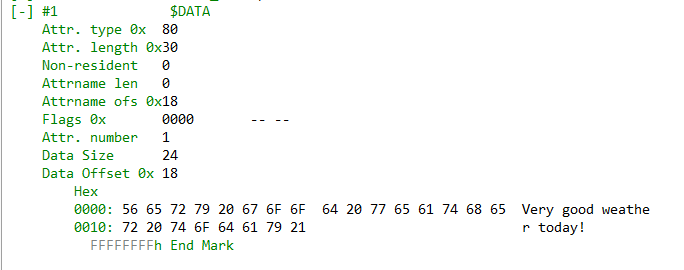 [-] #1 $DATA
Attr. type 0x 80
Attr. length 0x30
Non-resident 0
Attrname len 0
Attrname ofs 0x18
Flags 0x 0000 -- --
Attr. number 1
Data Size 24
Data Offset 0x 18
Hex
0000: 56 65 72 79 20 67 6F 6F 64 20 77 65 61 74 68 65 Very good weathe
0010: 72 20 74 6F 64 61 79 21 r today!
FFFFFFFFh End Mark